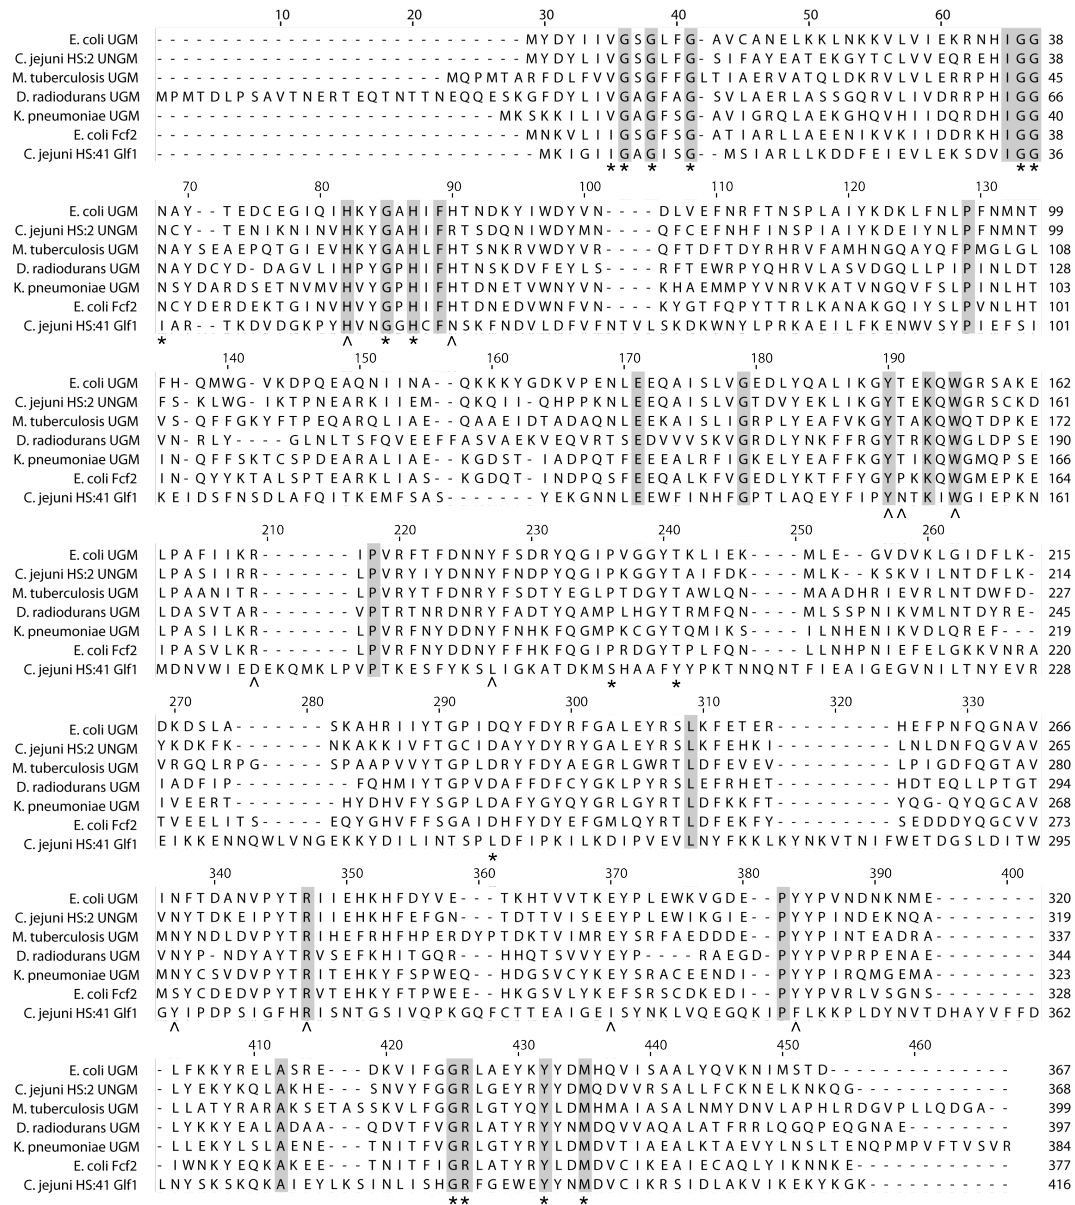 10 20 30 40 50 60
E. coli UGM ----------------------------MYDYIIVGSGLFG-AVCANELKKLNKKVLVIEKRNHIGG 38
C. jejuni HS:2 UNGM ----------------------------MYDYLIVGSGLFG-SIFAYEATEKGYTCLVVEQREHIGG 38
M. tuberculosis UGM ----------------------MQPMTARFDLFVVGSGFFGLTIAERVATQLDKRVLVLERRPHIGG 45
D. radiodurans UGM MPMTDLPSAVTNERTEQTNTTNEQQESKGFDYLIVGAGFAG-SVLAERLASSGQRVLIVDRRPHIGG 66
K. pneumoniae UGM --------------------------MKSKKILIVGAGFSG-AVIGRQLAEKGHQVHIIDQRDHIGG 40
E. coli Fcf2 ----------------------------MNKVLIIGSGFSG-ATIARLLAEENIKVKIIDDRKHIGG 38
C. jejuni HS:41 Glf1 -----------------------------MKIGIIGAGISG--MSIARLLKDDFEIEVLEKSDVIGG 36
* * * * * *
70 80 90 100 110 120 130
E. coli UGM NAY--TEDCEGIQIHKYGAHIFHTNDKYIWDYVN----DLVEFNRFTNSPLAIYKDKLFNLPFNMNT 99
C. jejuni HS:2 UNGM NCY--TENIKNINVHKYGAHIFRTSDQNIWDYMN----QFCEFNHFINSPIAIYKDEIYNLPFNMNT 99
M. tuberculosis UGM NAYSEAEPQTGIEVHKYGAHLFHTSNKRVWDYVR----QFTDFTDYRHRVFAMHNGQAYQFPMGLGL 108
D. radiodurans UGM NAYDCYD-DAGVLIHPYGPHIFHTNSKDVFEYLS----RFTEWRPYQHRVLASVDGQLLPIPINLDT 128
K. pneumoniae UGM NSYDARDSETNVMVHVYGPHIFHTDNETVWNYVN----KHAEMMPYVNRVKATVNGQVFSLPINLHT 103
E. coli Fcf2 NCYDERDEKTGINVHVYGPHIFHTDNEDVWNFVN----KYGTFQPYTTRLKANAKGQIYSLPVNLHT 101
C. jejuni HS:41 Glf1 IAR--TKDVDGKPYHVNGGHCFNSKFNDVLDFVFNTVLSKDKWNYLPRKAEILFKENWVSYPIEFSI 101
* ^ * * ^
140 150 160 170 180 190
E. coli UGM FH-QMWG-VKDPQEAQNIINA--QKKKYGDKVPENLEEQAISLVGEDLYQALIKGYTEKQWGRSAKE 162
C. jejuni HS:2 UNGM FS-KLWG-IKTPNEARKIIEM--QKQII-QHPPKNLEEQAISLVGTDVYEKLIKGYTEKQWGRSCKD 161
M. tuberculosis UGM VS-QFFGKYFTPEQARQLIAE--QAAEIDTADAQNLEEKAISLIGRPLYEAFVKGYTAKQWQTDPKE 172
D. radiodurans UGM VN-RLY----GLNLTSFQVEEFFASVAEKVEQVRTSEDVVVSKVGRDLYNKFFRGYTRKQWGLDPSE 190
K. pneumoniae UGM IN-QFFSKTCSPDEARALIAE--KGDST-IADPQTFEEEALRFIGKELYEAFFKGYTIKQWGMQPSE 166
E. coli Fcf2 IN-QYYKTALSPTEARKLIAS--KGDQT-INDPQSFEEQALKFVGEDLYKTFFYGYPKKQWGMEPKE 164
C. jejuni HS:41 Glf1 KEIDSFNSDLAFQITKEMFSAS-----YEKGNNLEEWFINHFGPTLAQEYFIPYNTKIWGIEPKN 161
^ ^ ^
210 220 230 240 250 260
E. coli UGM LPAFIIKR-------IPVRFTFDNNYFSDRYQGIPVGGYTKLIEK----MLE--GVDVKLGIDFLK- 215
C. jejuni HS:2 UNGM LPASIIRR-------LPVRYIYDNNYFNDPYQGIPKGGYTAIFDK----MLK--KSKVILNTDFLK- 214
M. tuberculosis UGM LPAANITR-------LPVRYTFDNRYFSDTYEGLPTDGYTAWLQN----MAADHRIEVRLNTDWFD- 227
D. radiodurans UGM LDASVTAR-------VPTRTNRDNRYFADTYQAMPLHGYTRMFQN----MLSSPNIKVMLNTDYRE- 245
K. pneumoniae UGM LPASILKR-------LPVRFNYDDNYFNHKFQGMPKCGYTQMIKS----ILNHENIKVDLQREF--- 219
E. coli Fcf2 IPASVLKR-------LPVRFNYDDNYFNHKFQGIPRDGYTPLFQN----LLNHPNIEFELGKKVNRA 220
C. jejuni HS:41 Glf1 MDNVWIEDEKQMKLPVPTKESFYKSLIGKATDKMSHAAFYYPKTNNQNTFIEAIGEGVNILTNYEVR 228
^ ^ * *
270 280 290 300 310 320 330
E. coli UGM DKDSLA-------SKAHRIIYTGPIDQYFDYRFGALEYRSLKFETER---------HEFPNFQGNAV 266
C. jejuni HS:2 UNGM YKDKFK-------NKAKKIVFTGCIDAYYDYRYGALEYRSLKFEHKI---------LNLDNFQGVAV 265
M. tuberculosis UGM VRGQLRPG-----SPAAPVVYTGPLDRYFDYAEGRLGWRTLDFEVEV---------LPIGDFQGTAV 280
D. radiodurans UGM IADFIP-------FQHMIYTGPVDAFFDFCYGKLPYRSLEFRHET---------HDTEQLLPTGT 294
K. pneumoniae UGM IVEERT-------HYDHVFYSGPLDAFYGYQYGRLGYRTLDFKKFT---------YQG-QYQGCAV 268
E. coli Fcf2 TVEELITS-----EQYGHVFFSGAIDHFYDYEFGMLQYRTLDFEKFY---------SEDDDYQGCVV 273
C. jejuni HS:41 Glf1 EIKKENNQWLVNGEKKYDILINTSPLDFIPKILKDIPVEVLNYFKKLKYNKVTNIFWETDGSLDITW 295
*
340 350 360 370 380 390 400
E. coli UGM INFTDANVPYTRIIEHKHFDYVE---TKHTVVTKEYPLEWKVGDE--PYYPVNDNKNME-------- 320
C. jejuni HS:2 UNGM VNYTDKEIPYTRIIEHKHFEFGN---TDTTVISEEYPLEWIKGIE--PYYPINDEKNQA-------- 319
M. tuberculosis UGM MNYNDLDVPYTRIHEFRHFHPERDYPTDKTVIMREYSRFAEDDDE--PYYPINTEADRA-------- 337
D. radiodurans UGM VNYP-NDYAYTRVSEFKHITGQR---HHQTSVVYEYP---RAEGD-PYYPVPRPENAE-------- 344
K. pneumoniae UGM MNYCSVDVPYTRITEHKYFSPWEQ--HDGSVCYKEYSRACEENDI--PYYPIRQMGEMA-------- 323
E. coli Fcf2 MSYCDEDVPYTRVTEHKYFTPWEE--HKGSVLYKEFSRSCDKEDI--PYYPVRLVSGNS-------- 328
C. jejuni HS:41 Glf1 GYIPDPSIGFHRISNTGSIVQPKGQFCTTEAIGEISYNKLVQEGQKIPFLKKPLDYNVTDHAYVFFD 362
^ ^ ^ ^
410 420 430 440 450 460
E. coli UGM -LFKKYRELASRE---DKVIFGGRLAEYKYYDMHQVISAALYQVKNIMSTD-------------- 367
C. jejuni HS:2 UNGM -LYEKYKQLAKHE---SNVYFGGRLGTYRYYDMQDVVRSALLFCKNELKNKQG------------ 368
M. tuberculosis UGM -LLATYRARAKSETASSKVLFGGRLGTYQYLDMHMAIASALNMYDNVLAPHLRDGVPLLQDGA-- 399
D. radiodurans UGM -LYKKYEALADAA---QDVTFVGRLATYRYYNMDQVVAQALATFRRLQGQPEQGNAE-------- 397
K. pneumoniae UGM -LLEKYLSLAENE---TNITFVGRLGTYRYLDMDVTIAEALKTAEVYLNSLTENQPMPVFTVSVR 384
E. coli Fcf2 -IWNKYEQKAKEE---TNITFIGRLATYRYLDMDVCIKEAIECAQLYIKNNKE------------ 377
C. jejuni HS:41 Glf1 LNYSKSKQKAIEYLKSINLISHGRFGEWEYYNMDVCIKRSIDLAKVIKEKYKGK----------- 416
* * * *